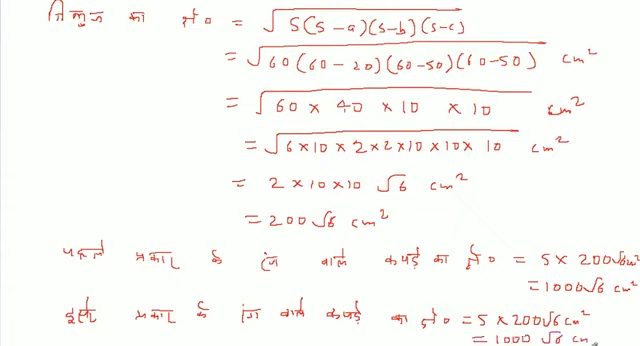 त्रिभुज का क्षे० = √s(s-a)(s-b)(s-c)
= √60(60-20)(60-50)(60-50) cm²
= √60 × 40 × 10 × 10 cm²
= √6×10×2×2×10×10×10 cm²
= 2 × 10 × 10 √6 cm²
= 200 √6 cm²
पहले प्रकार के रंग वाले कपड़े का क्षे० = 5 × 200√6 cm²
= 1000√6 cm²
दूसरे प्रकार के रंग वाले कपड़े का क्षे० = 5 × 200√6 cm²
= 1000 √6 cm